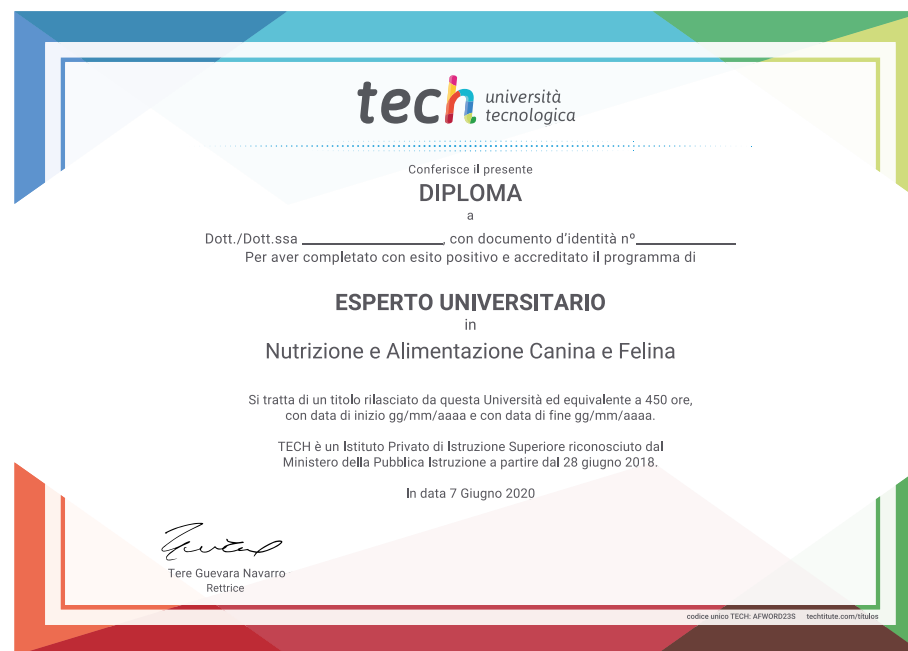 tech università
tecnologica
Conferisce il presente
DIPLOMA
a
Dott./Dott.ssa ____________________, con documento d'identità nº______________
Per aver completato con esito positivo e accreditato il programma di
ESPERTO UNIVERSITARIO
in
Nutrizione e Alimentazione Canina e Felina
Si tratta di un titolo rilasciato da questa Università ed equivalente a 450 ore,
con data di inizio gg/mm/aaaa e con data di fine gg/mm/aaaa.
TECH è un Istituto Privato di Istruzione Superiore riconosciuto dal
Ministero della Pubblica Istruzione a partire dal 28 giugno 2018.
In data 7 Giugno 2020
Tere Guevara Navarro
Rettrice
codice unico TECH: AFWORD23S techtitute.com/titulos